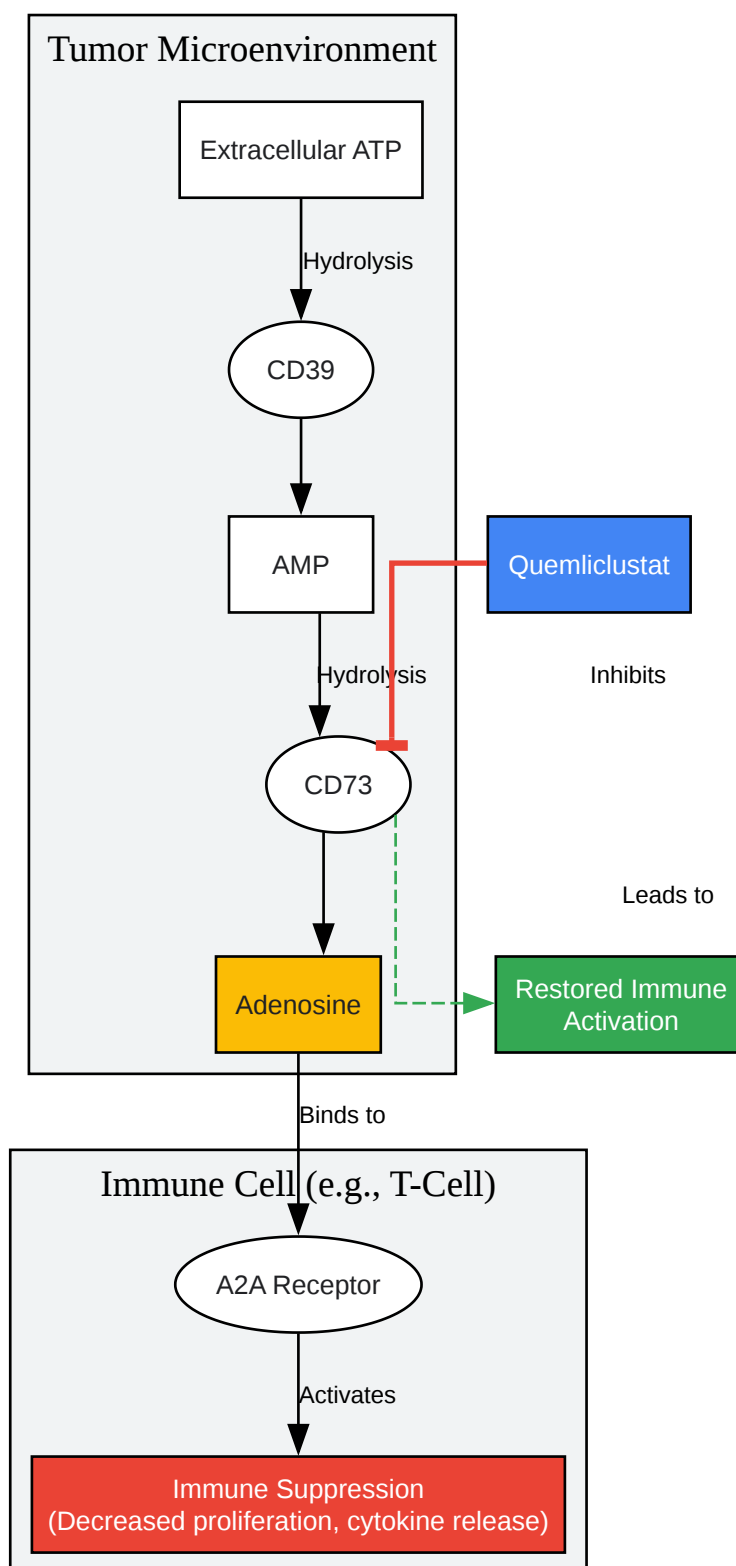 Tumor Microenvironment
Extracellular ATP
Hydrolysis
CD39
AMP
Quemliclustat
Hydrolysis
Inhibits
CD73
Leads to
Adenosine
Restored Immune
Activation
Binds to
Immune Cell (e.g., T-Cell)
A2A Receptor
Activates
Immune Suppression
(Decreased proliferation, cytokine release)